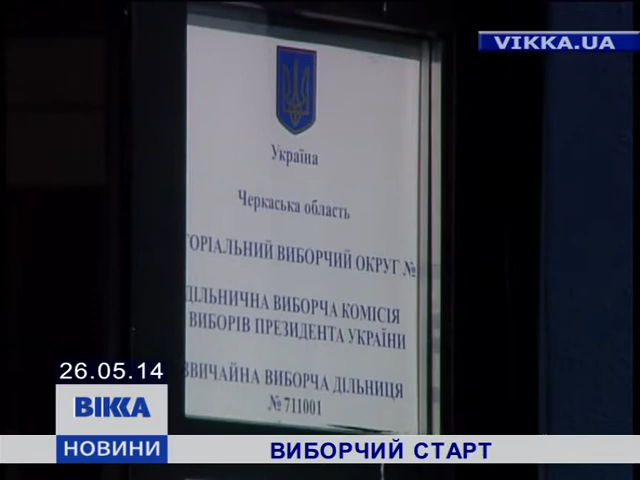 VIKKA.UA
Україна
Черкаська область
ТОРІАЛЬНИЙ ВИБОРЧИЙ ОКРУГ №
ДІЛЬНИЧНА ВИБОРЧА КОМІСІЯ
ВИБОРІВ ПРЕЗИДЕНТА УКРАЇНИ
ЗВИЧАЙНА ВИБОРЧА ДІЛЬНИЦЯ
№ 711001
26.05.14
ВІККА
НОВИНИ
ВИБОРЧИЙ СТАРТ